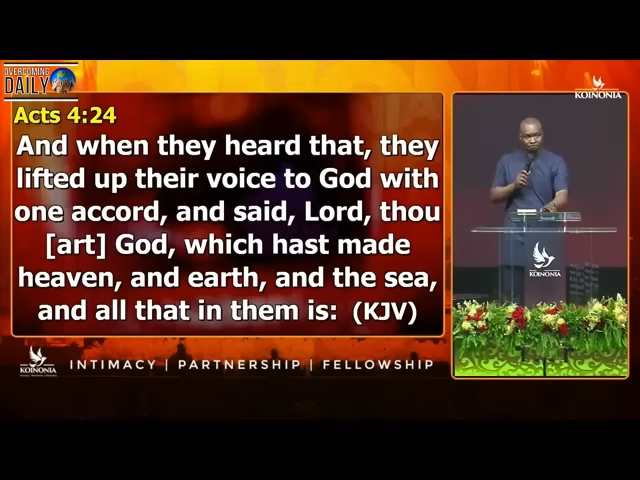 OVERCOMING
DAILY
KOINONIA
Acts 4:24
And when they heard that, they
lifted up their voice to God with
one accord, and said, Lord, thou
[art] God, which hast made
heaven, and earth, and the sea,
and all that in them is: (KJV)
KOINONIA
KOINONIA
INTIMACY | PARTNERSHIP | FELLOWSHIP